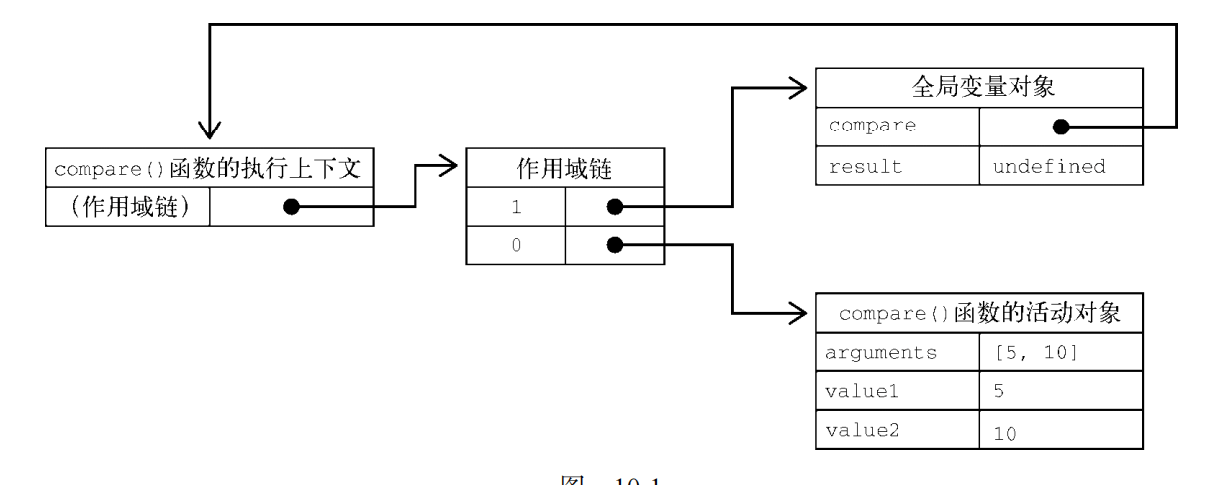 全局变量对象
compare
result undefined
compare()函数的执行上下文
(作用域链)
作用域链
1
0
compare()函数的活动对象
arguments [5, 10]
value1 5
value2 10
图 10-1